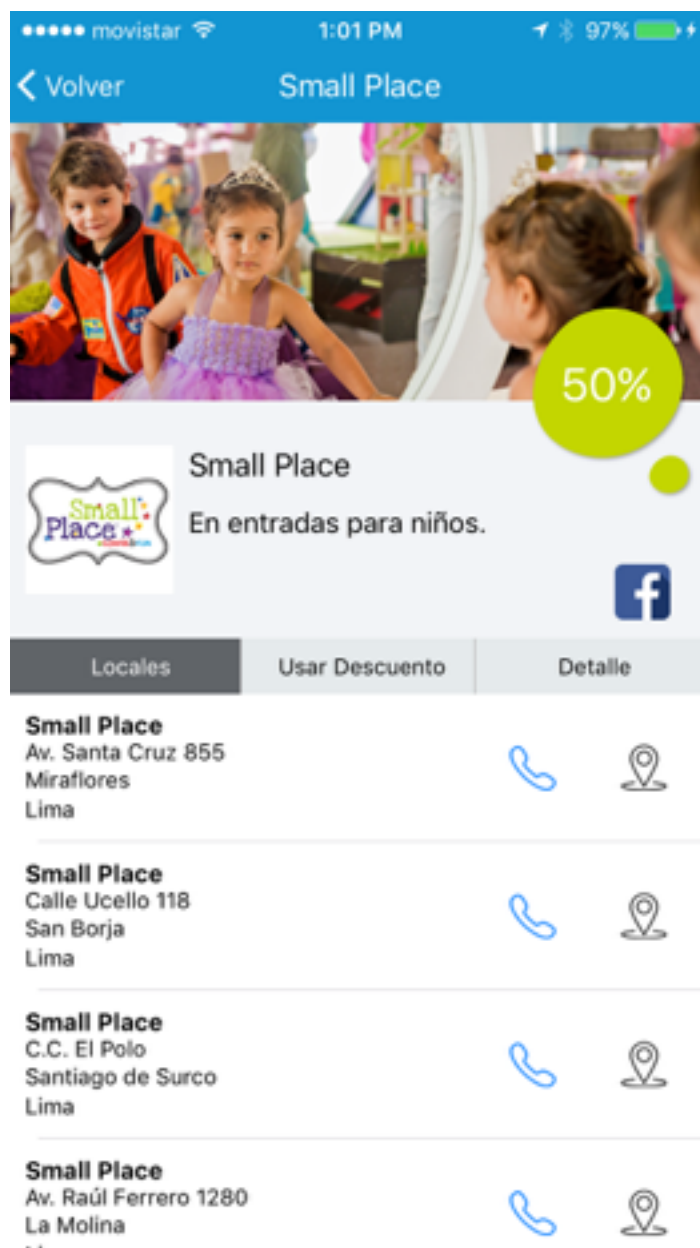 movistar 1:01 PM 97%
Volver Small Place
50%
Small Place
Small
Place
En entradas para niños.
Locales Usar Descuento Detalle
Small Place
Av. Santa Cruz 855
Miraflores
Lima
Small Place
Calle Ucello 118
San Borja
Lima
Small Place
C.C. El Polo
Santiago de Surco
Lima
Small Place
Av. Raúl Ferrero 1280
La Molina